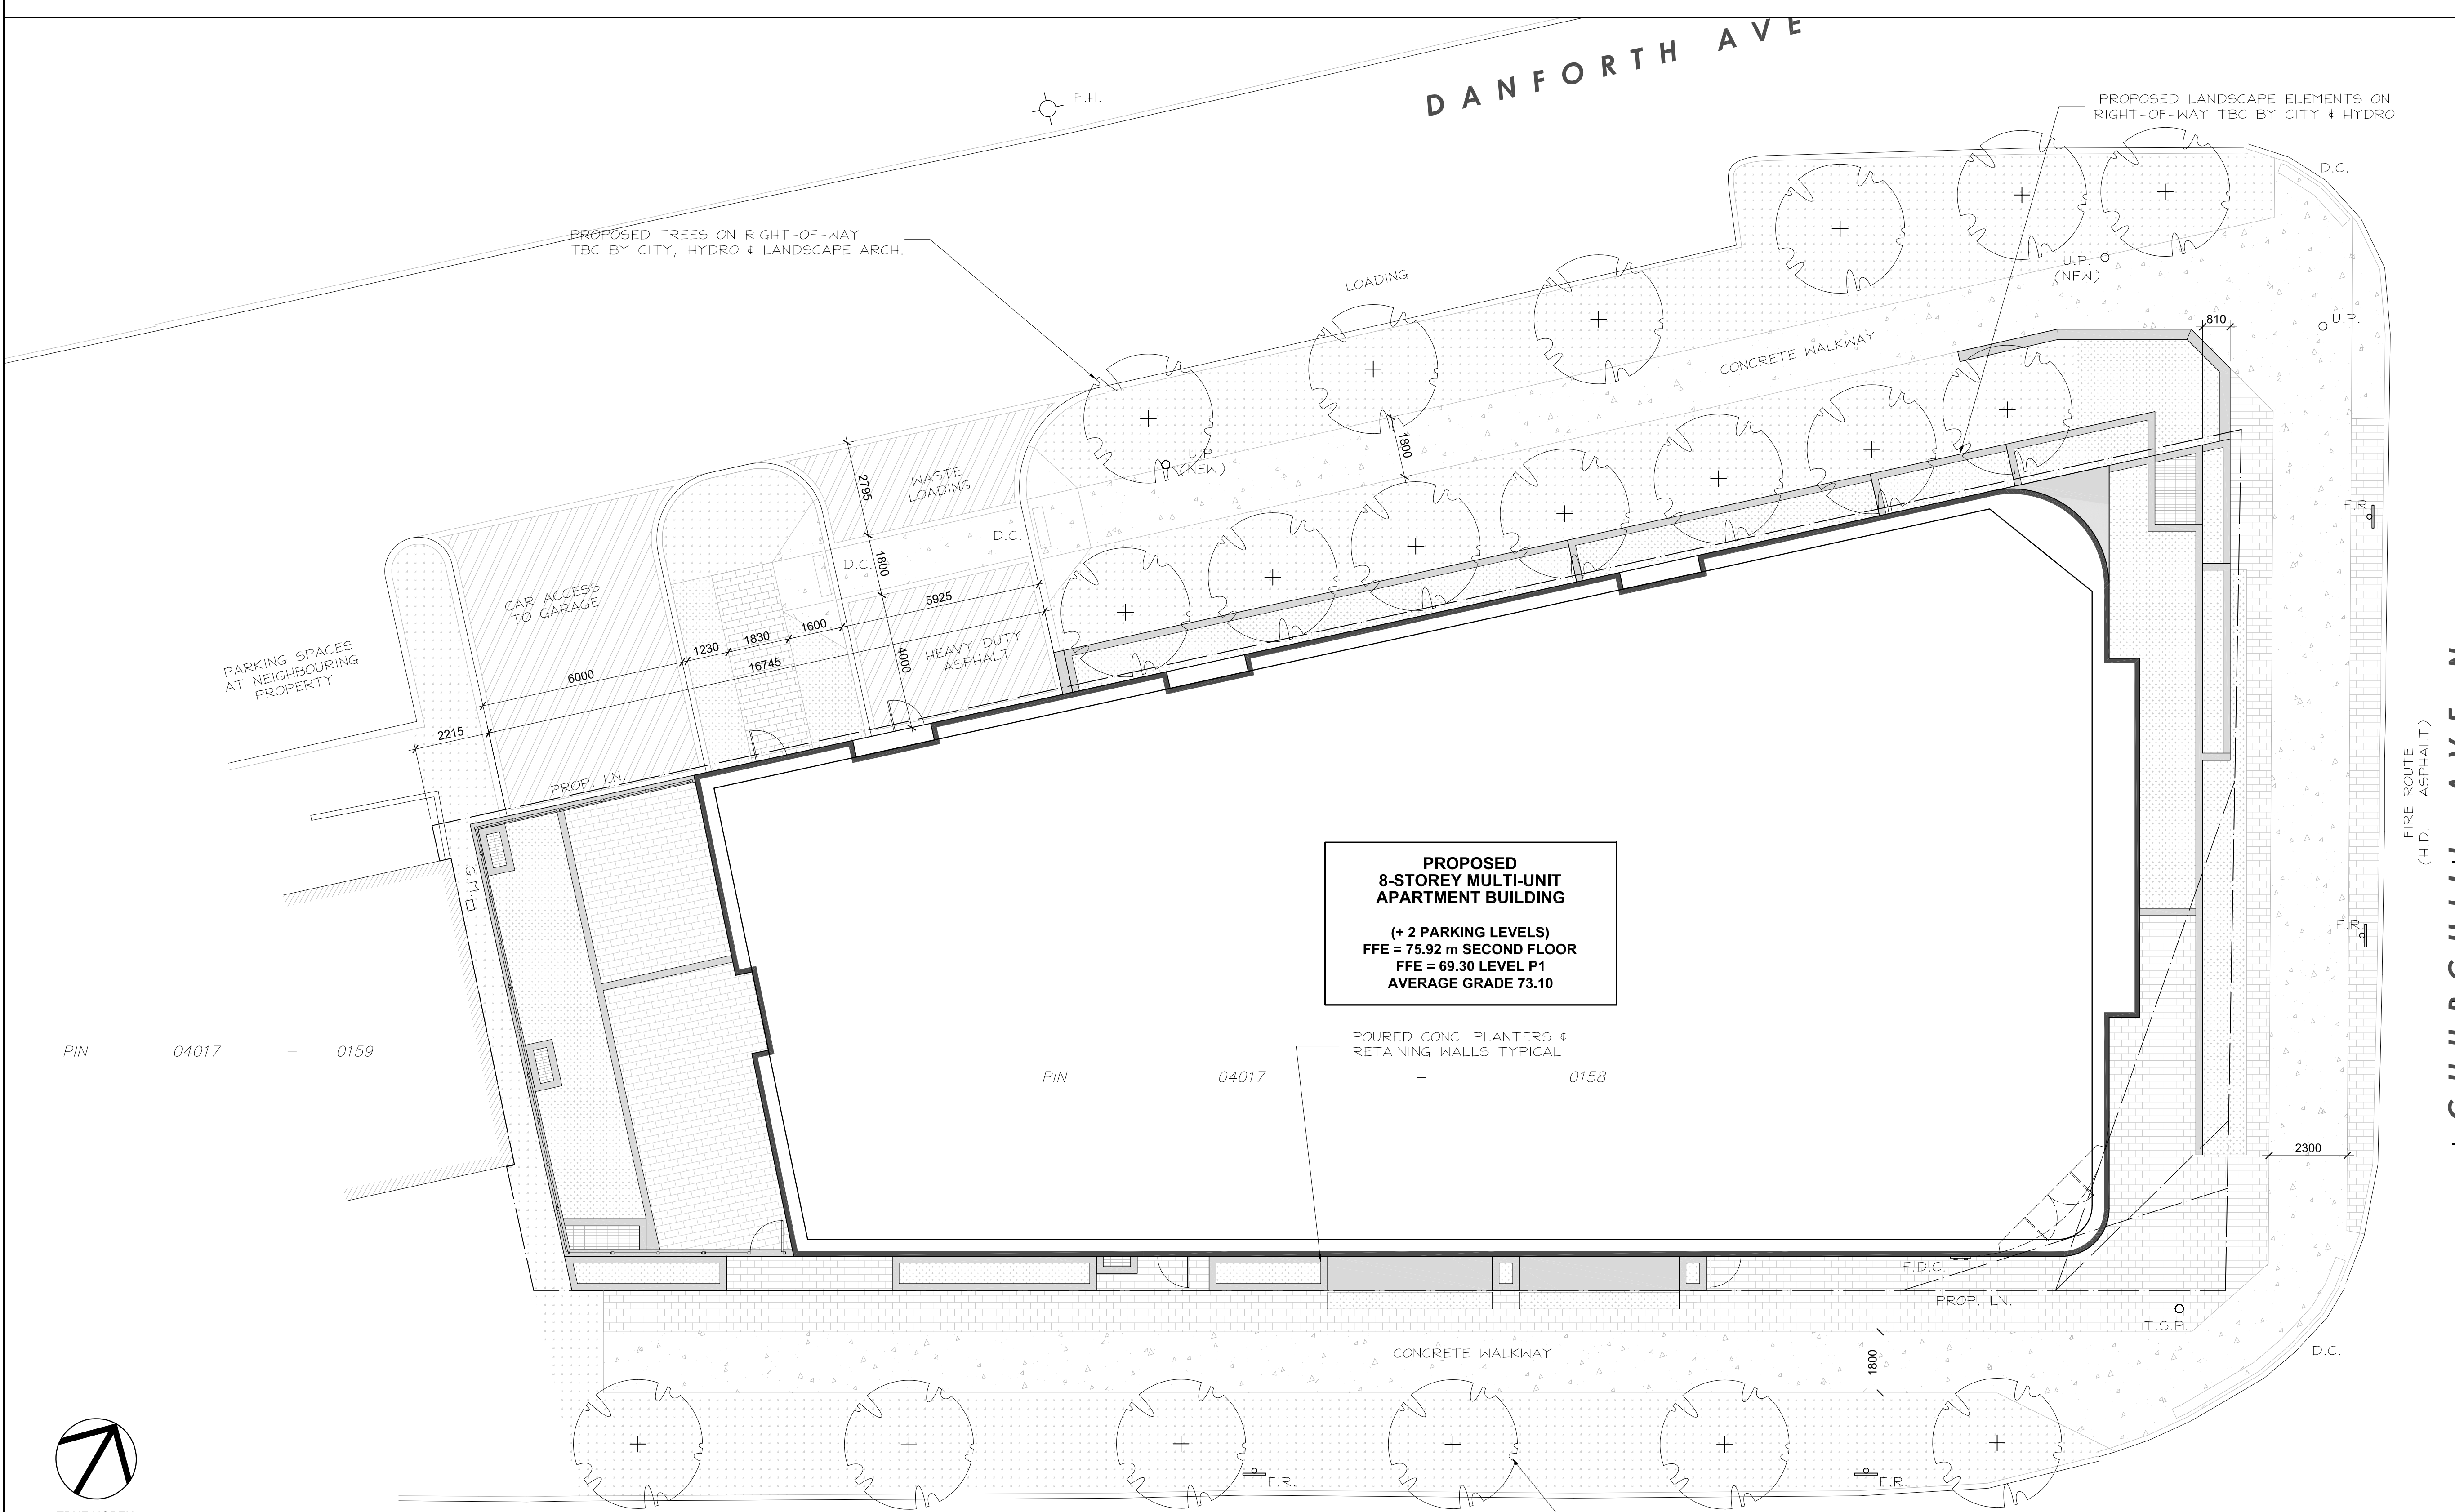 DANFORTH AVE
F.H.
PROPOSED LANDSCAPE ELEMENTS ON
RIGHT-OF-WAY TBC BY CITY & HYDRO
D.C.
PROPOSED TREES ON RIGHT-OF-WAY
TBC BY CITY, HYDRO & LANDSCAPE ARCH.
LOADING
U.P.
(NEW)
U.P.
810
CONCRETE WALKWAY
1800
U.P.
(NEW)
WASTE
LOADING
2795
D.C.
D.C.
1800
F.R.
CAR ACCESS
TO GARAGE
5925
1600
1830
1230
16745
6000
4000
HEAVY DUTY
ASPHALT
PARKING SPACES
AT NEIGHBOURING
PROPERTY
2215
PROP. LN.
G.M.
FIRE ROUTE
(H.D. ASPHALT)
PROPOSED
8-STOREY MULTI-UNIT
APARTMENT BUILDING
(+ 2 PARKING LEVELS)
FFE = 75.92 m SECOND FLOOR
FFE = 69.30 LEVEL P1
AVERAGE GRADE 73.10
F.R.
POURED CONC. PLANTERS &
RETAINING WALLS TYPICAL
PIN 04017 - 0159
PIN 04017 - 0158
2300
F.D.C.
PROP. LN.
T.S.P.
D.C.
CONCRETE WALKWAY
1800
F.R.
F.R.